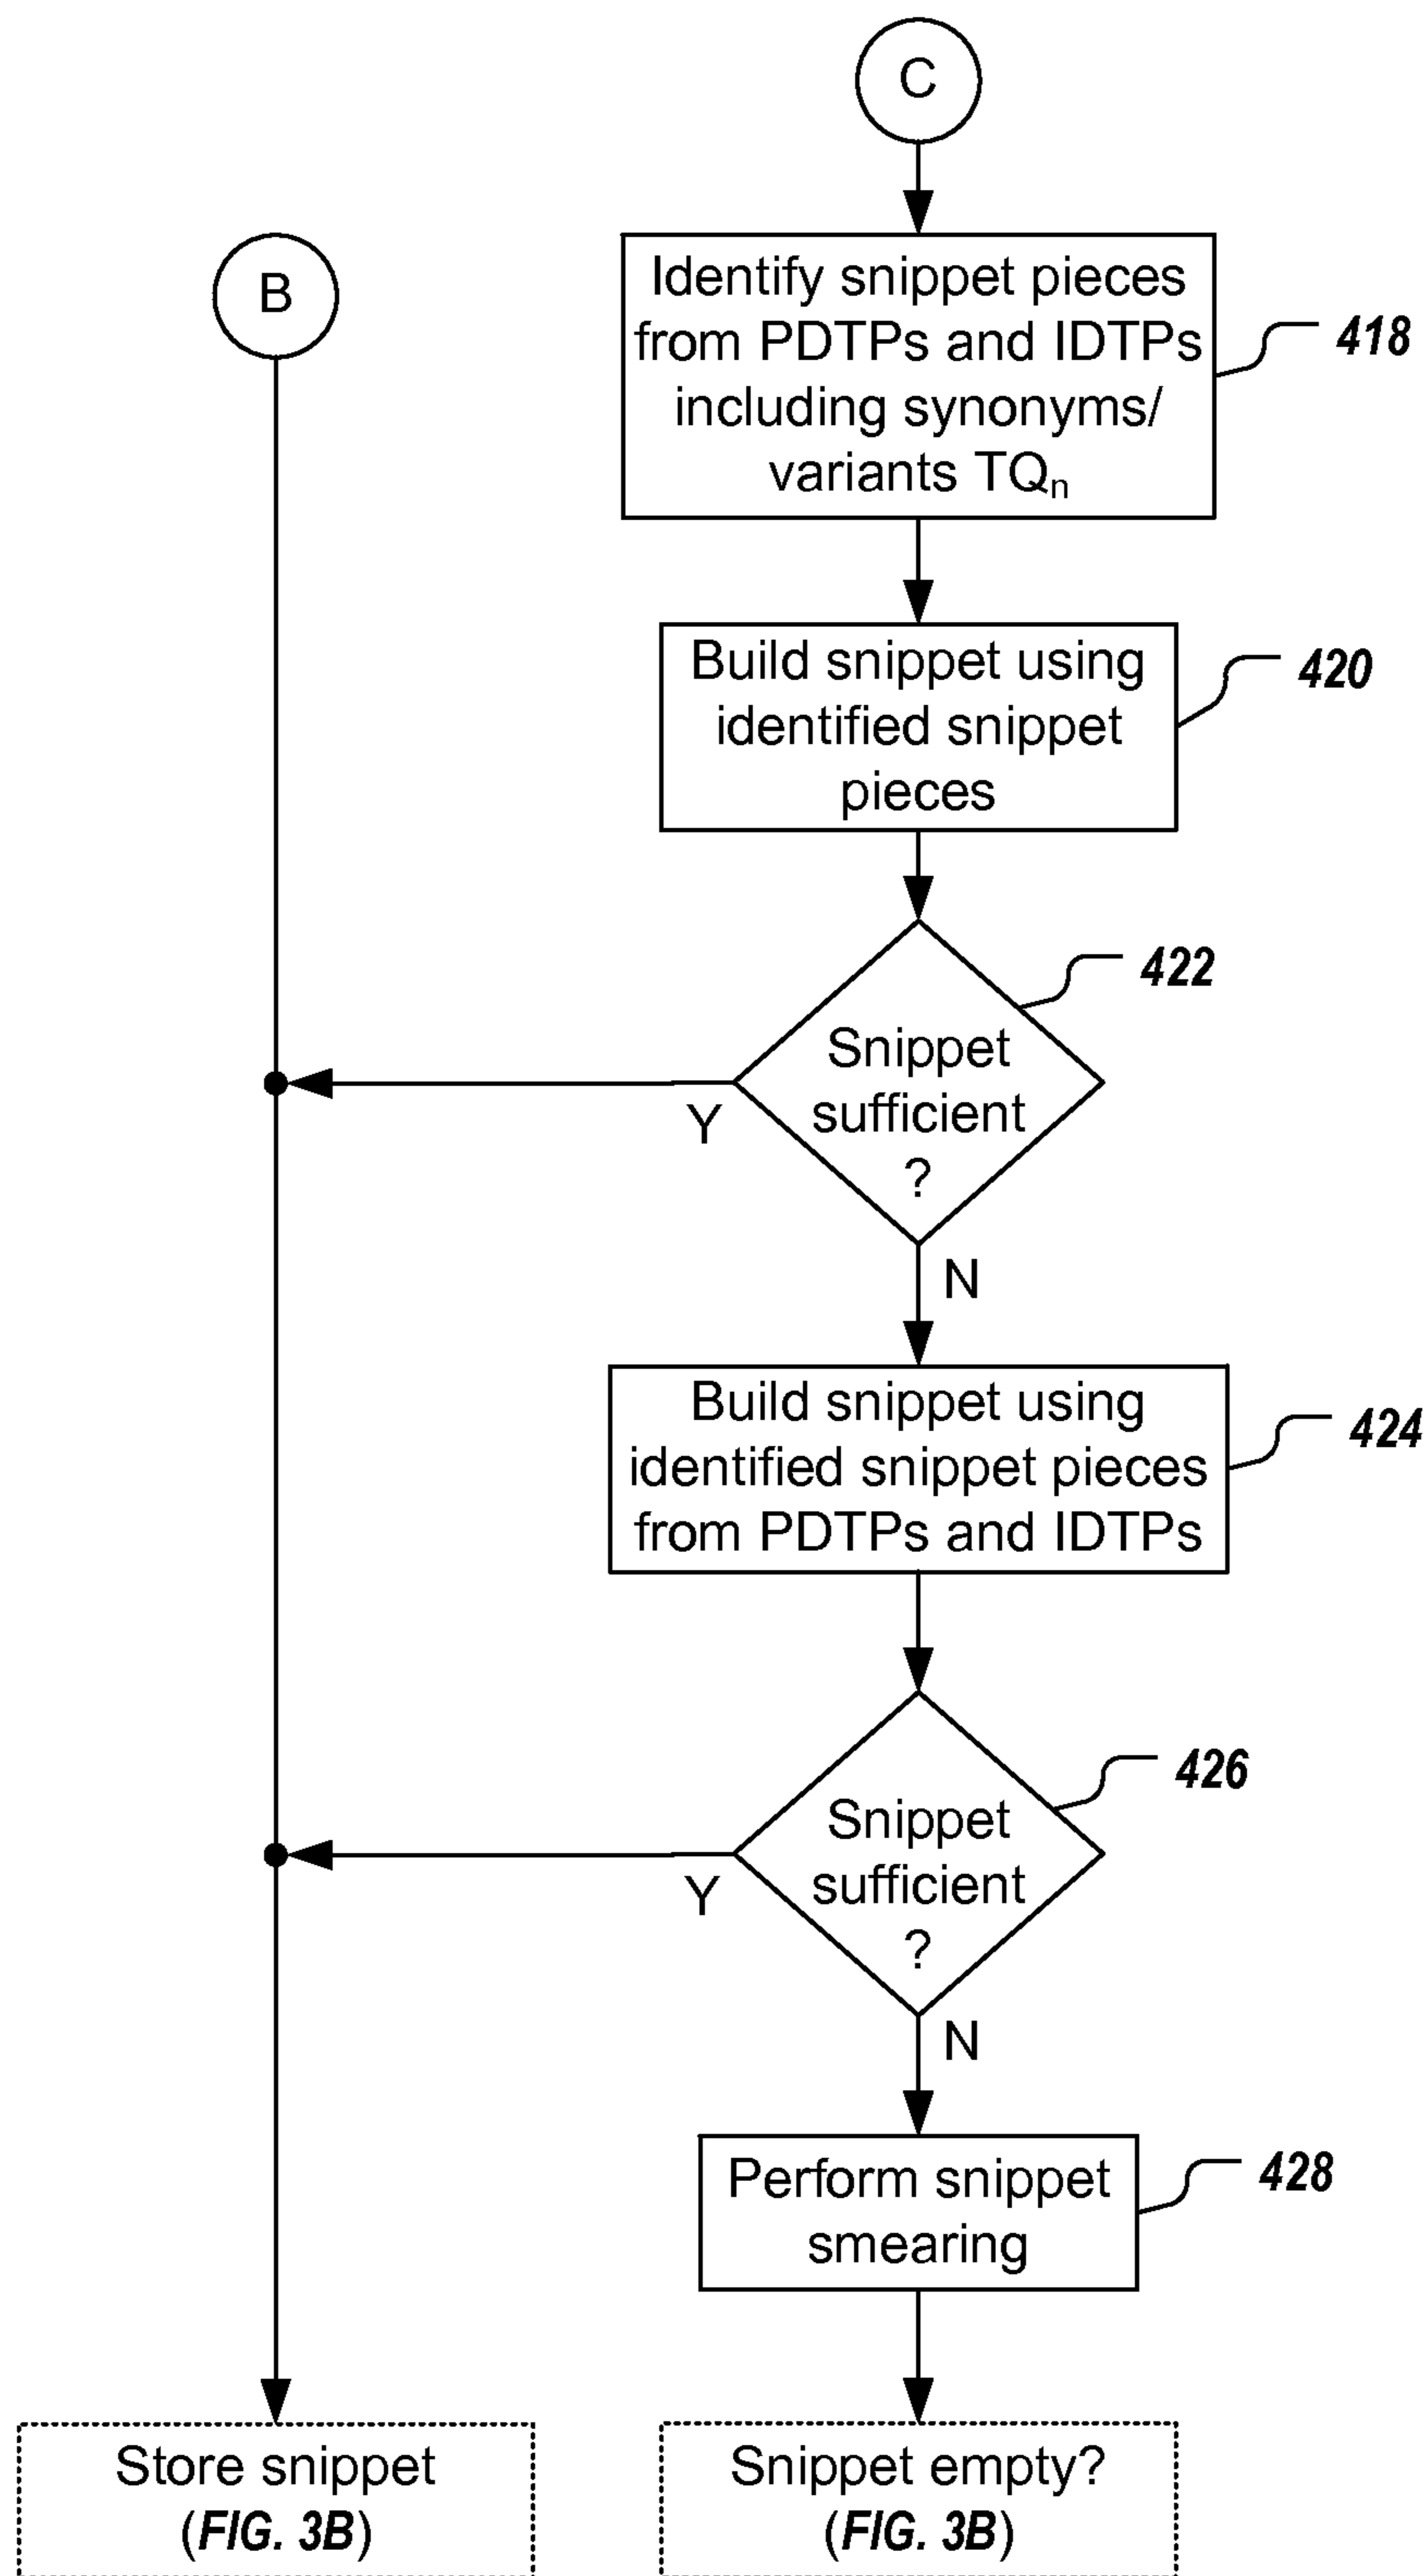 C
B
Identify snippet pieces
from PDTPs and IDTPs
including synonyms/
variants TQn
418
Build snippet using
identified snippet
pieces
420
422
Snippet
sufficient
?
Y
N
Build snippet using
identified snippet pieces
from PDTPs and IDTPs
424
426
Snippet
sufficient
?
Y
N
Perform snippet
smearing
428
Store snippet
(FIG. 3B)
Snippet empty?
(FIG. 3B)